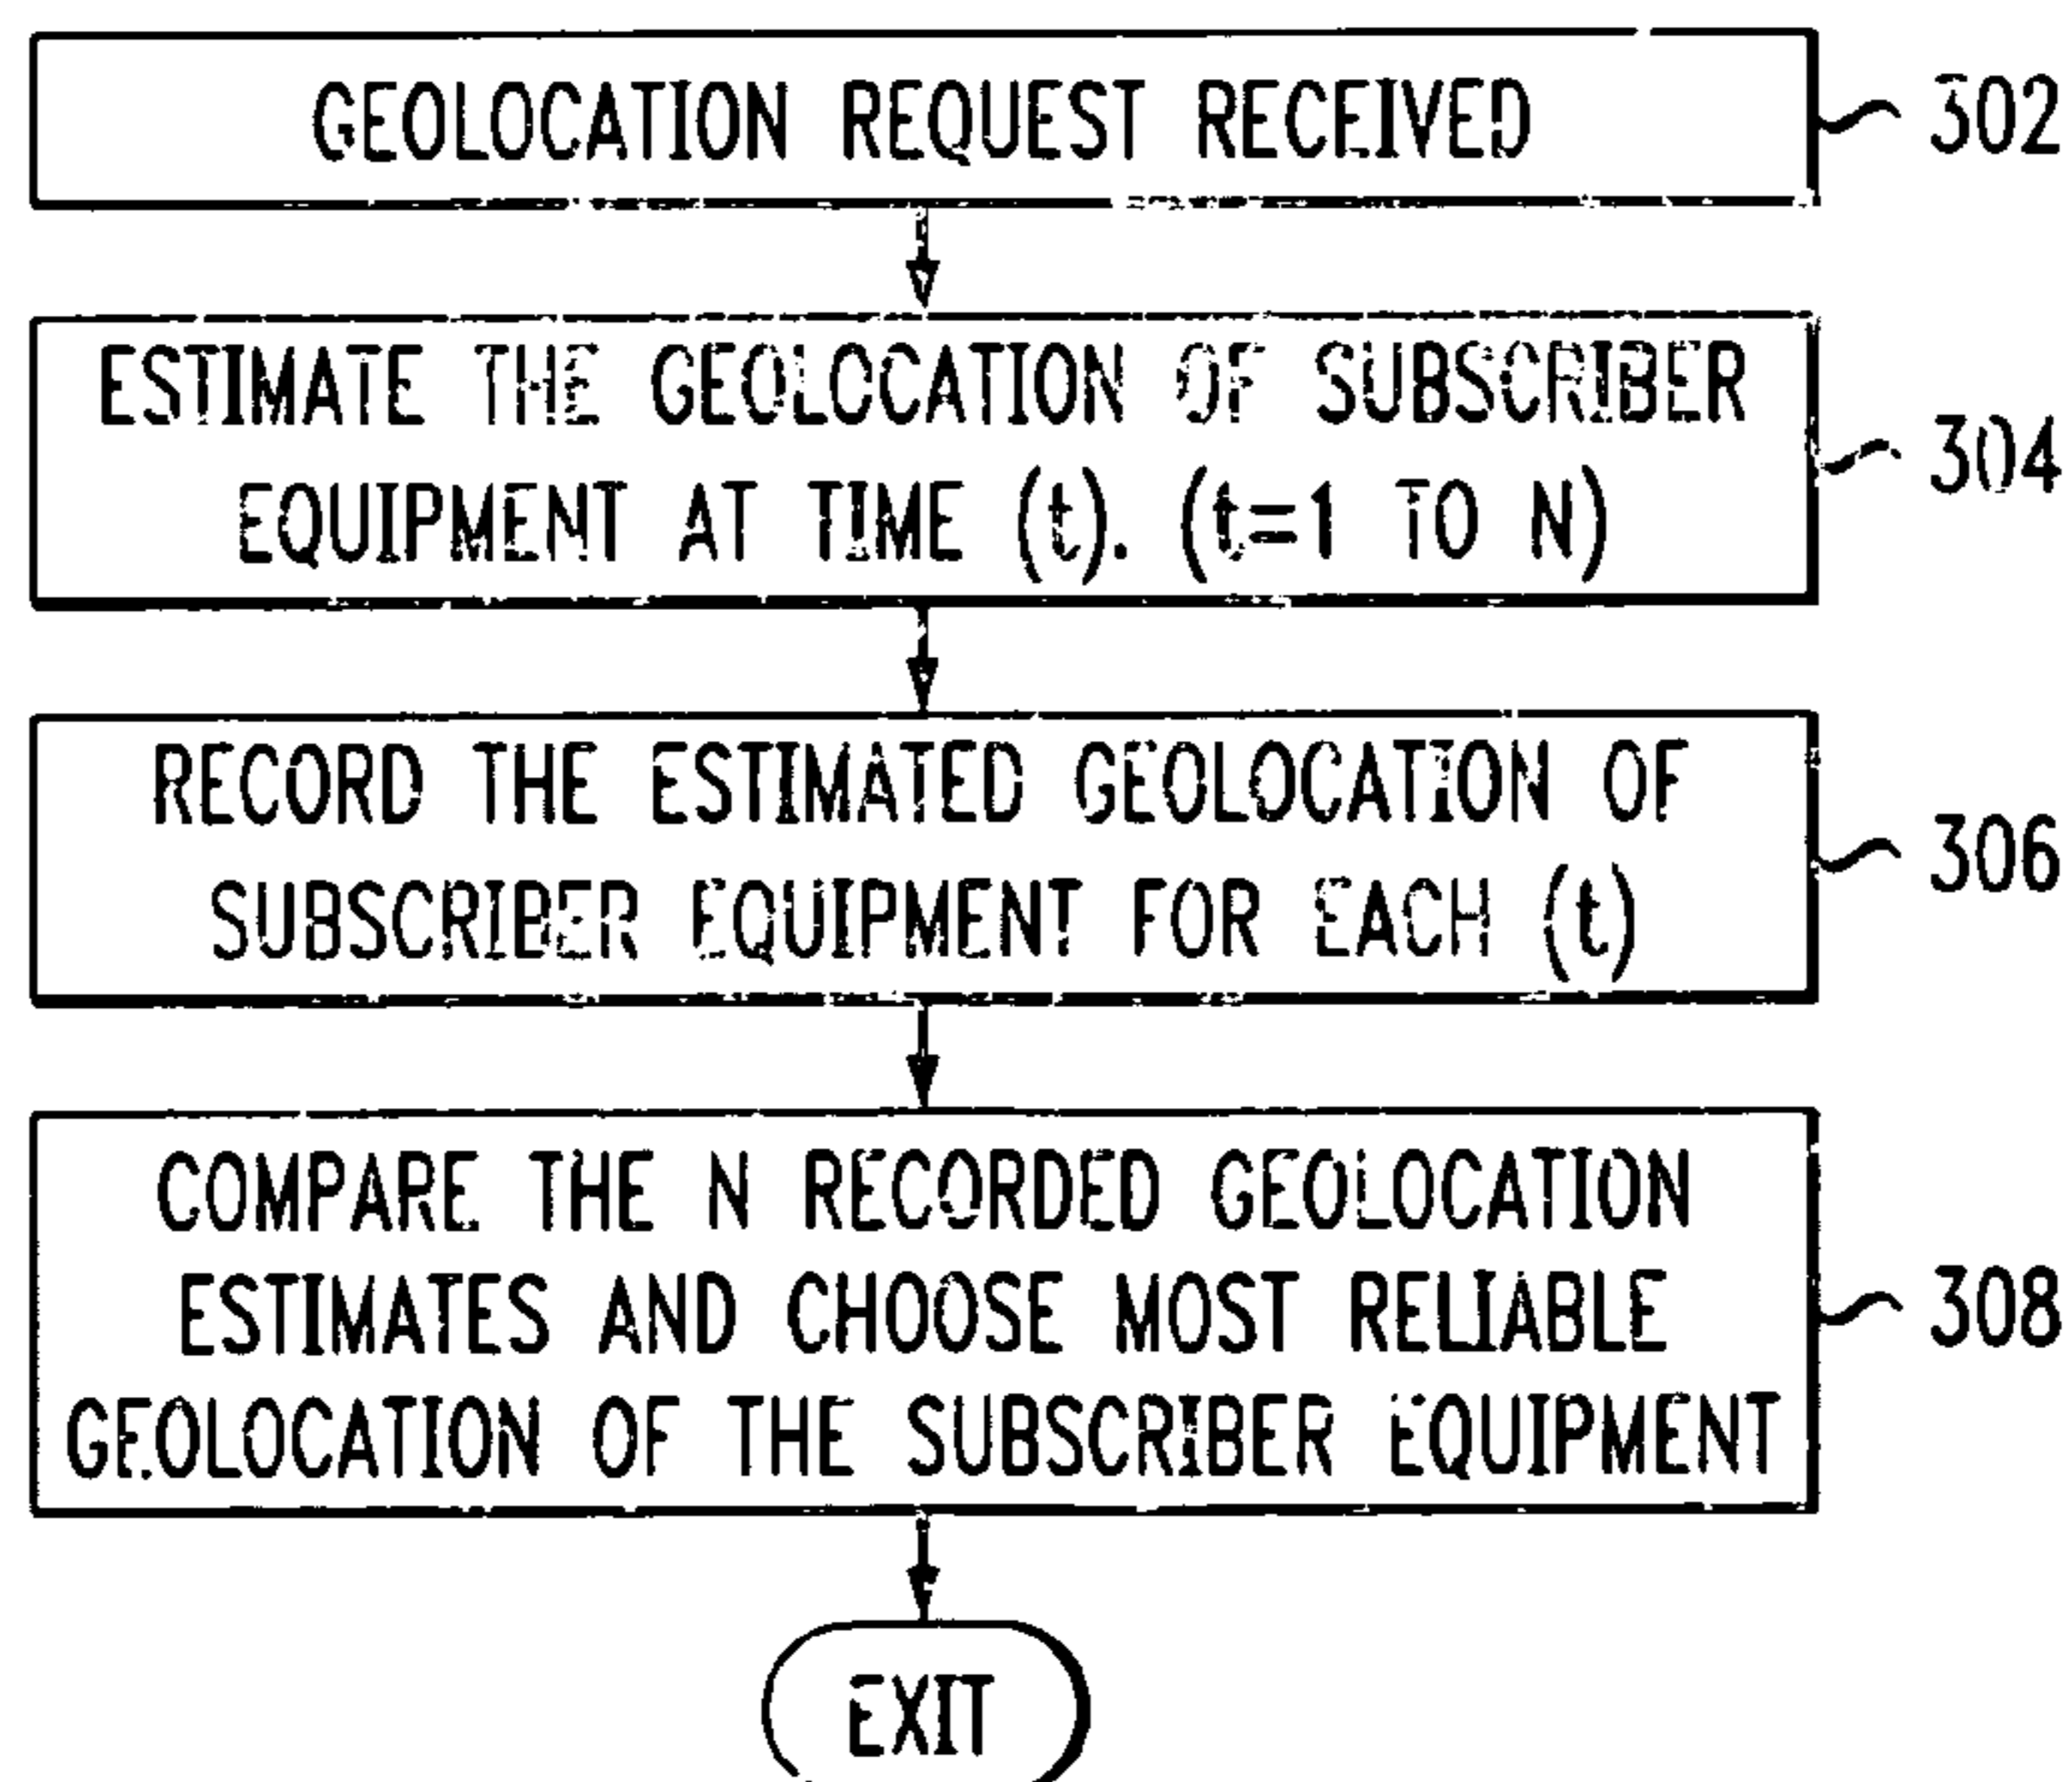 GEOLOCATION REQUEST RECEIVED
302
ESTIMATE THE GEOLOCATION OF SUBSCRIBER
EQUIPMENT AT TIME (t). (t=1 TO N)
304
RECORD THE ESTIMATED GEOLOCATION OF
SUBSCRIBER EQUIPMENT FOR EACH (t)
306
COMPARE THE N RECORDED GEOLOCATION
ESTIMATES AND CHOOSE MOST RELIABLE
GEOLOCATION OF THE SUBSCRIBER EQUIPMENT
308
EXIT